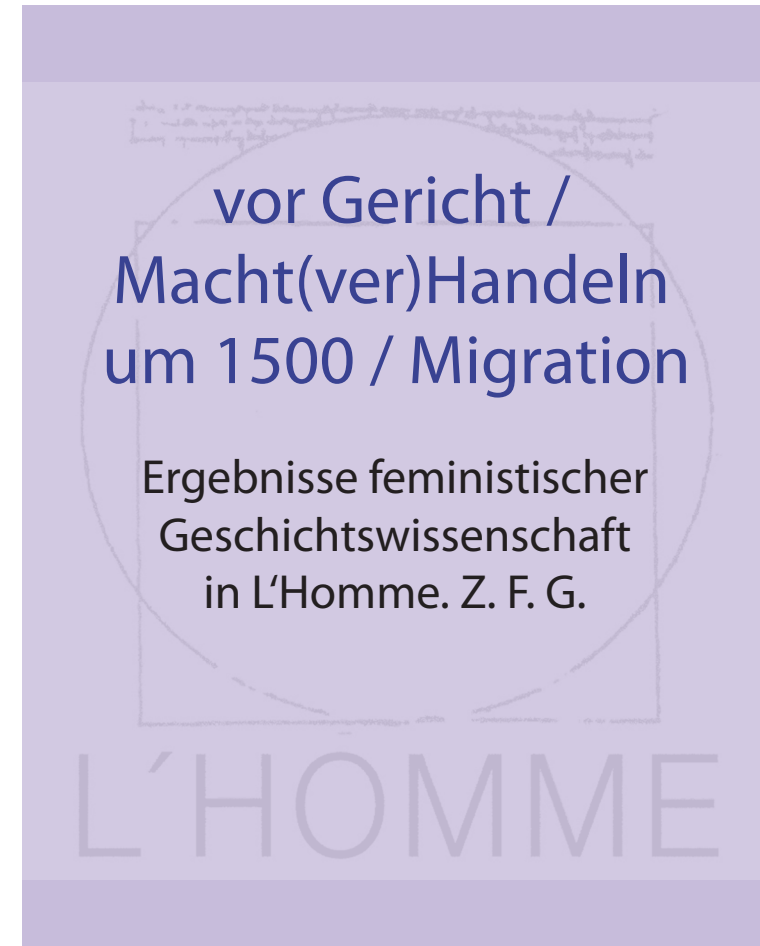 vor Gericht /
Macht(ver)Handeln
um 1500 / Migration
Ergebnisse feministischer
Geschichtswissenschaft
in L‘Homme. Z. F. G.
L´HOMME